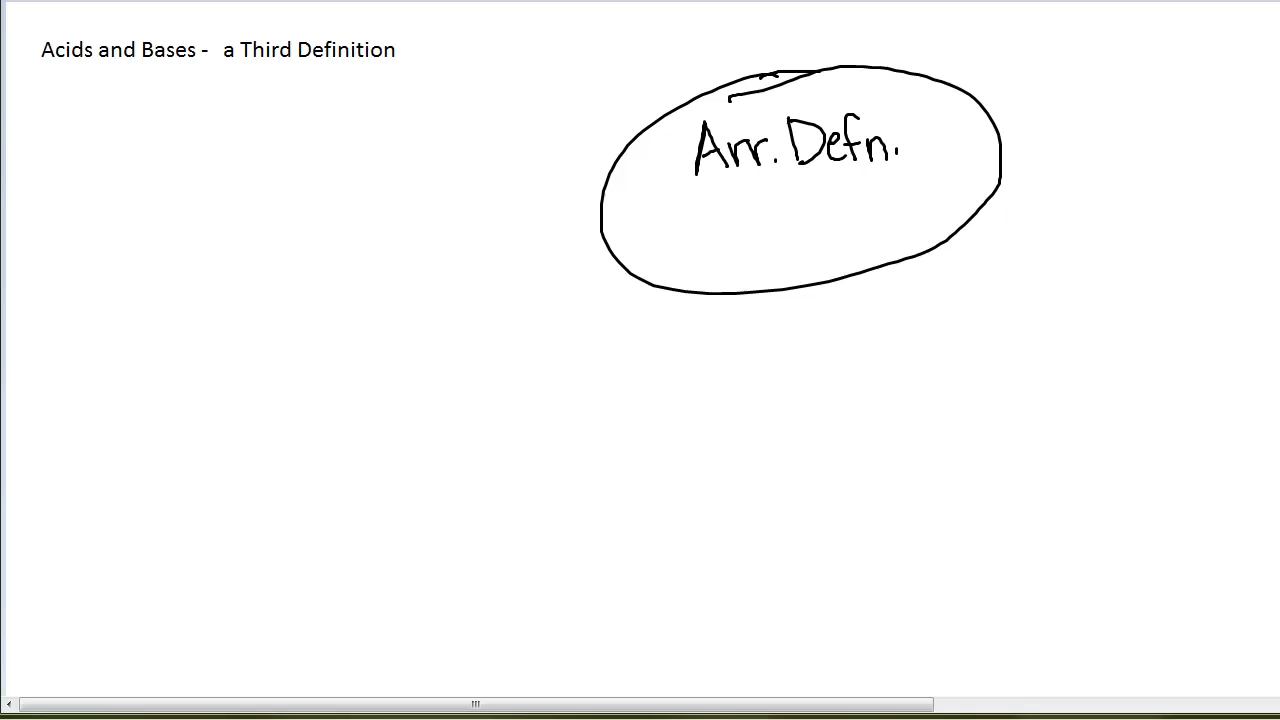 Acids and Bases - a Third Definition
Arr. Defn.